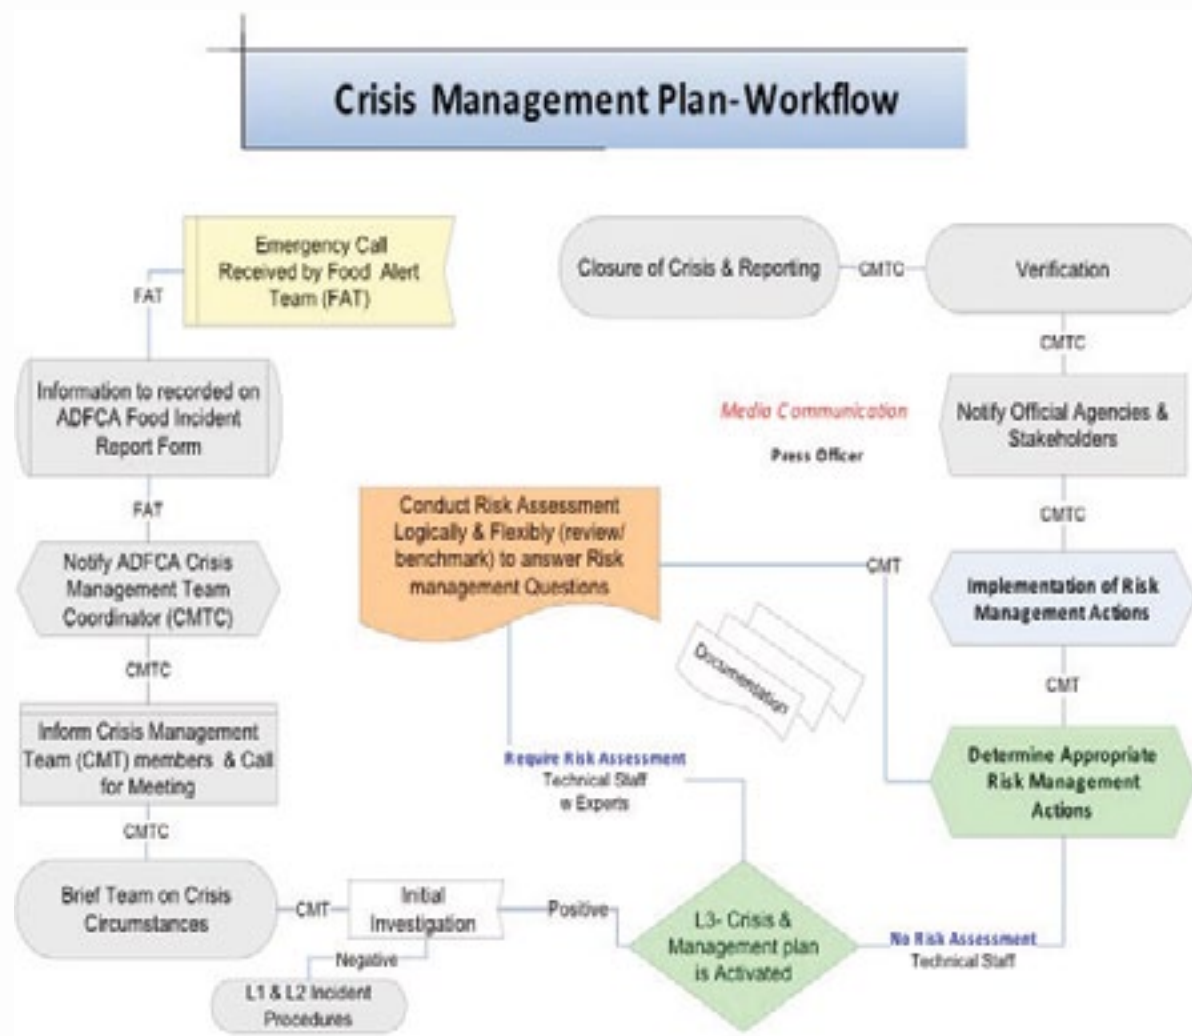 Crisis Management Plan-Workflow
Emergency Call
Received by Food Alert
Team (FAT)
FAT
Information to recorded on
ADFCA Food Incident
Report Form
FAT
Notify ADFCA Crisis
Management Team
Coordinator (CMTC)
CMTC
Inform Crisis Management
Team (CMT) members & Call
for Meeting
CMTC
Brief Team on Crisis
Circumstances
CMT
Initial
Investigation
Negative
L1 & L2 Incident
Procedures
Positive
L3- Crisis &
Management plan
is Activated
Require Risk Assessment
Technical Staff
w Experts
Conduct Risk Assessment
Logically & Flexibly (review/
benchmark) to answer Risk
management Questions
CMT
No Risk Assessment
Technical Staff
Documentation
Determine Appropriate
Risk Management
Actions
CMT
Implementation of Risk
Management Actions
CMTC
Notify Official Agencies &
Stakeholders
Media Communication
Press Officer
CMTC
Verification
CMTC
Closure of Crisis & Reporting